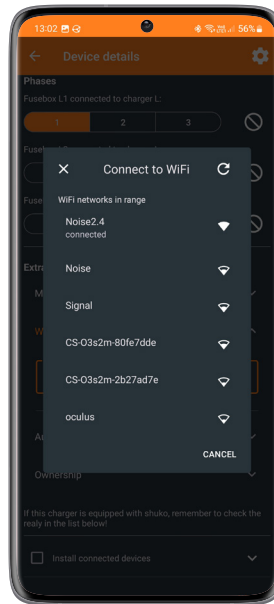 13:02 56%
Device details
Phases
Fusebox L1 connected to charger L:
1 2 3
Connect to WiFi
WiFi networks in range
Noise2.4
connected
Noise
Signal
CS-O3s2m-80fe7dde
CS-O3s2m-2b27ad7e
oculus
CANCEL
Ownership
If this charger is equipped with shuko, remember to check the
realy in the list below!
Install connected devices